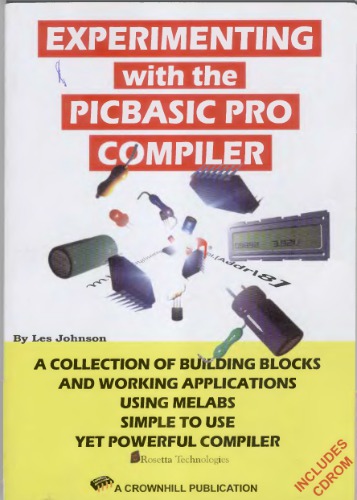 EXPERIMENTING
with the
PICBASIC PRO
COMPILER
By Les Johnson
A COLLECTION OF BUILDING BLOCKS
AND WORKING APPLICATIONS
USING MELABS
SIMPLE TO USE
YET POWERFUL COMPILER
Rosetta Technologies
INCLUDES
CDROM
A CROWNHILL PUBLICATION